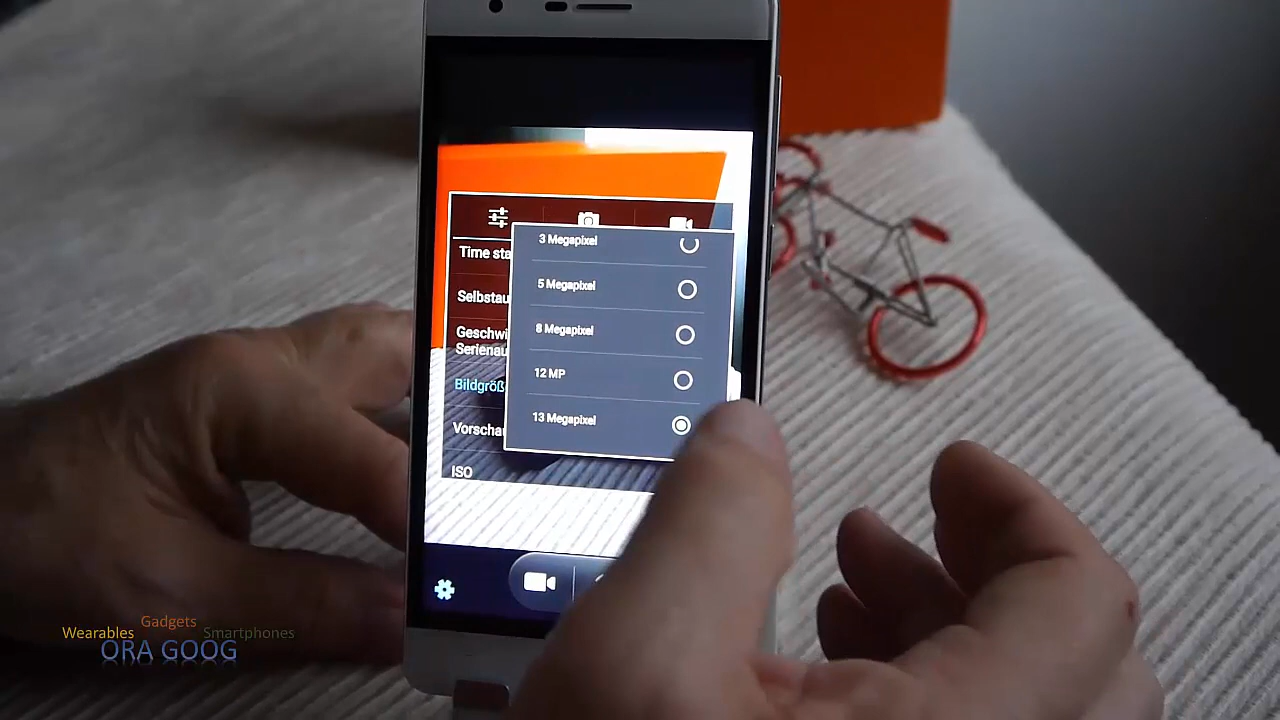 3 Megapixel
Time sta
5 Megapixel
Selbstau
8 Megapixel
Geschwi
Serienau
12 MP
Bildgröß
13 Megapixel
Vorschau
ISO
Gadgets
Wearables Smartphones
ORA GOOG